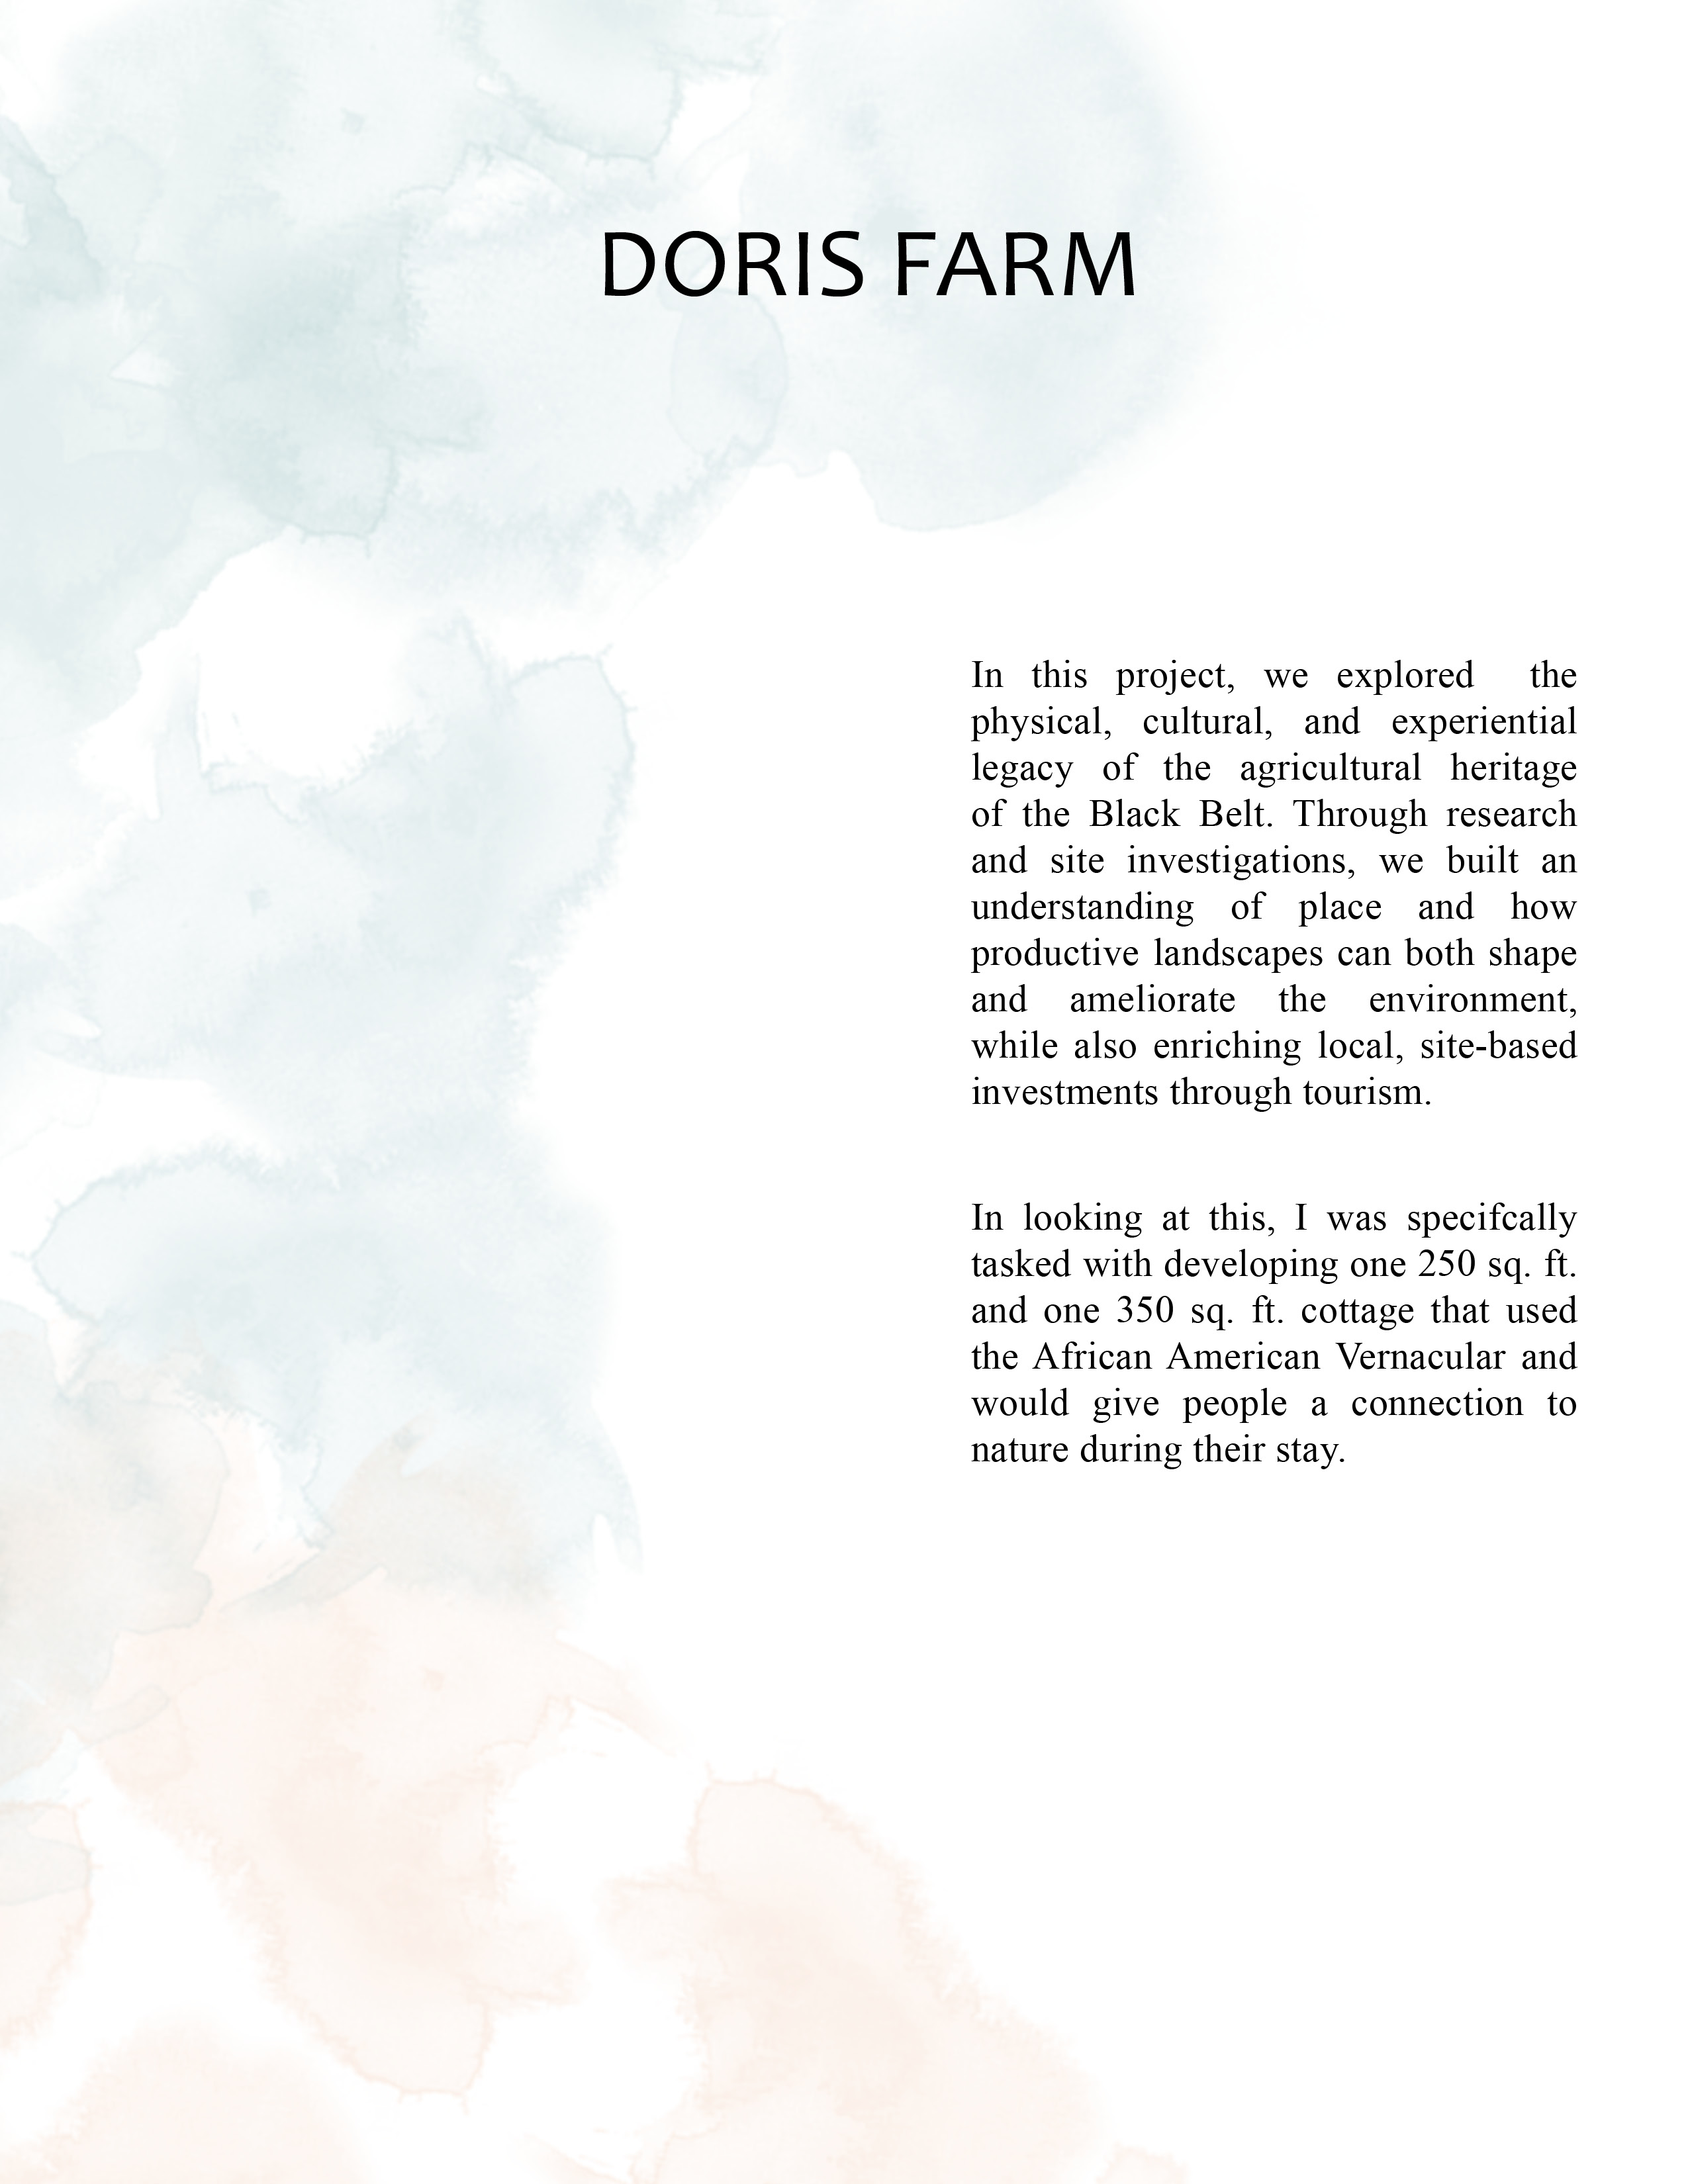 DORIS FARM
In this project, we explored the
physical, cultural, and experiential
legacy of the agricultural heritage
of the Black Belt. Through research
and site investigations, we built an
understanding of place and how
productive landscapes can both shape
and ameliorate the environment,
while also enriching local, site-based
investments through tourism.
In looking at this, I was specifcally
tasked with developing one 250 sq. ft.
and one 350 sq. ft. cottage that used
the African American Vernacular and
would give people a connection to
nature during their stay.